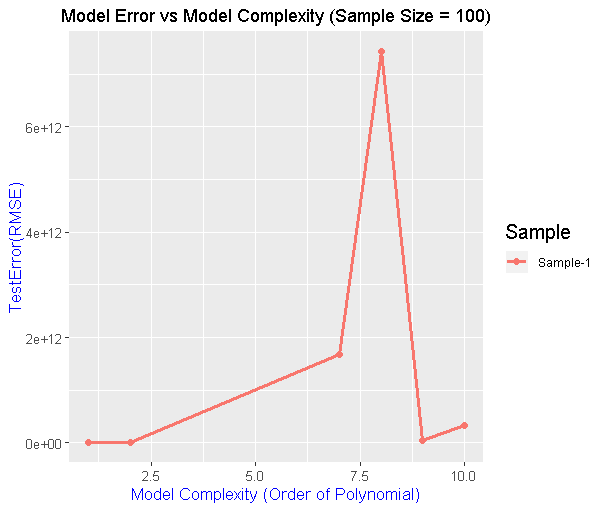 Model Error vs Model Complexity (Sample Size = 100)
TestError(RMSE)
6e+12
4e+12
2e+12
0e+00
2.5 5.0 7.5 10.0
Model Complexity (Order of Polynomial)
Sample
Sample-1